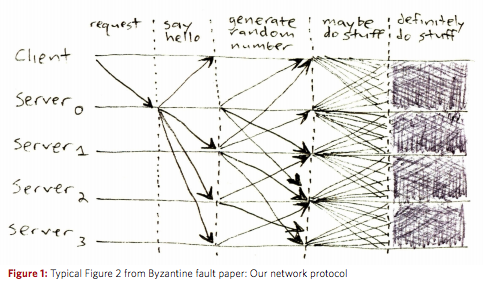 request
say
hello
generate
random
number
maybe
do stuff
definitely
do stuff
Client
Server 0
Server 1
Server 2
Server 3
Figure 1: Typical Figure 2 from Byzantine fault paper: Our network protocol